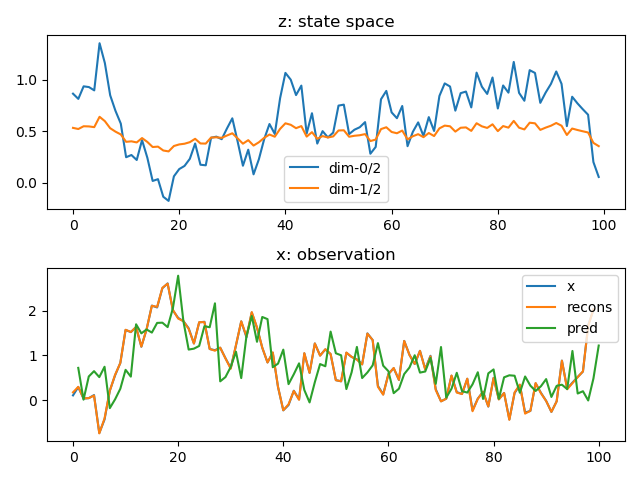 z: state space
1.0
0.5
0.0
dim-0/2
dim-1/2
0 20 40 60 80 100
x: observation
2
1
0
x
recons
pred
0 20 40 60 80 100